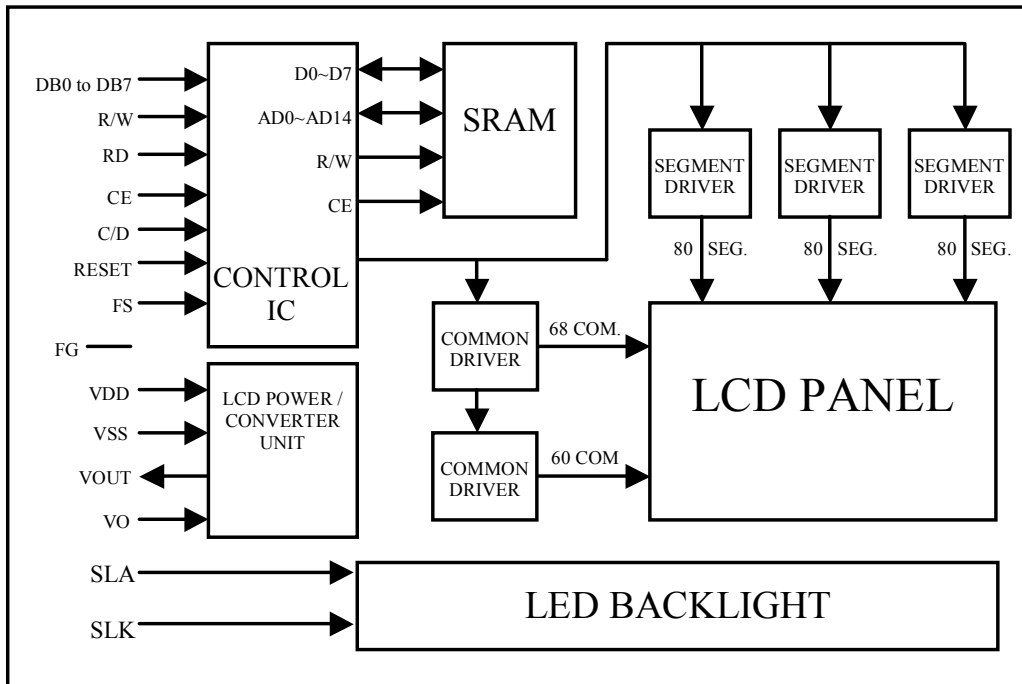 DB0 to DB7
R/W
RD
CE
C/D
RESET
FS
FG
VDD
VSS
VOUT
VO
SLA
SLK
D0~D7
AD0~AD14
R/W
CE
CONTROL
IC
SRAM
LCD POWER /
CONVERTER
UNIT
SEGMENT
DRIVER
SEGMENT
DRIVER
SEGMENT
DRIVER
80 SEG.
80 SEG.
80 SEG.
COMMON
DRIVER
68 COM.
COMMON
DRIVER
60 COM
LCD PANEL
LED BACKLIGHT